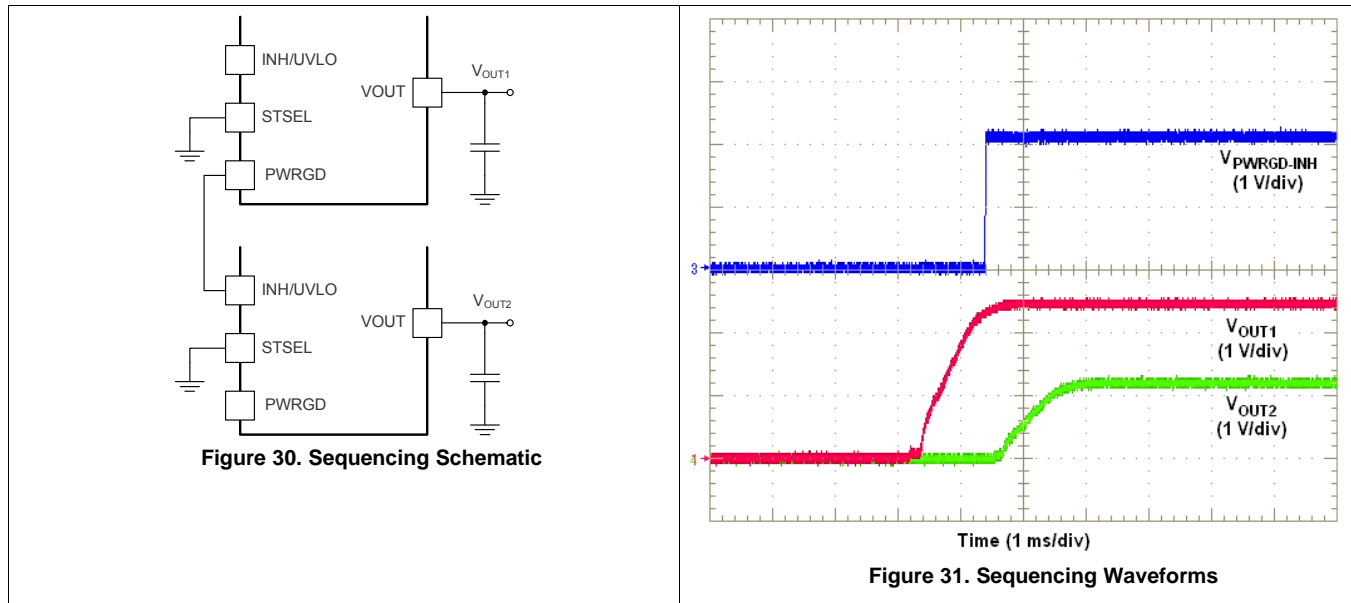 INH/UVLO
VOUT
VOUT1
STSEL
PWRGD
INH/UVLO
VOUT
VOUT2
STSEL
PWRGD
Figure 30. Sequencing Schematic
3
VPWRGD-INH
(1 V/div)
VOUT1
(1 V/div)
VOUT2
(1 V/div)
Time (1 ms/div)
Figure 31. Sequencing Waveforms